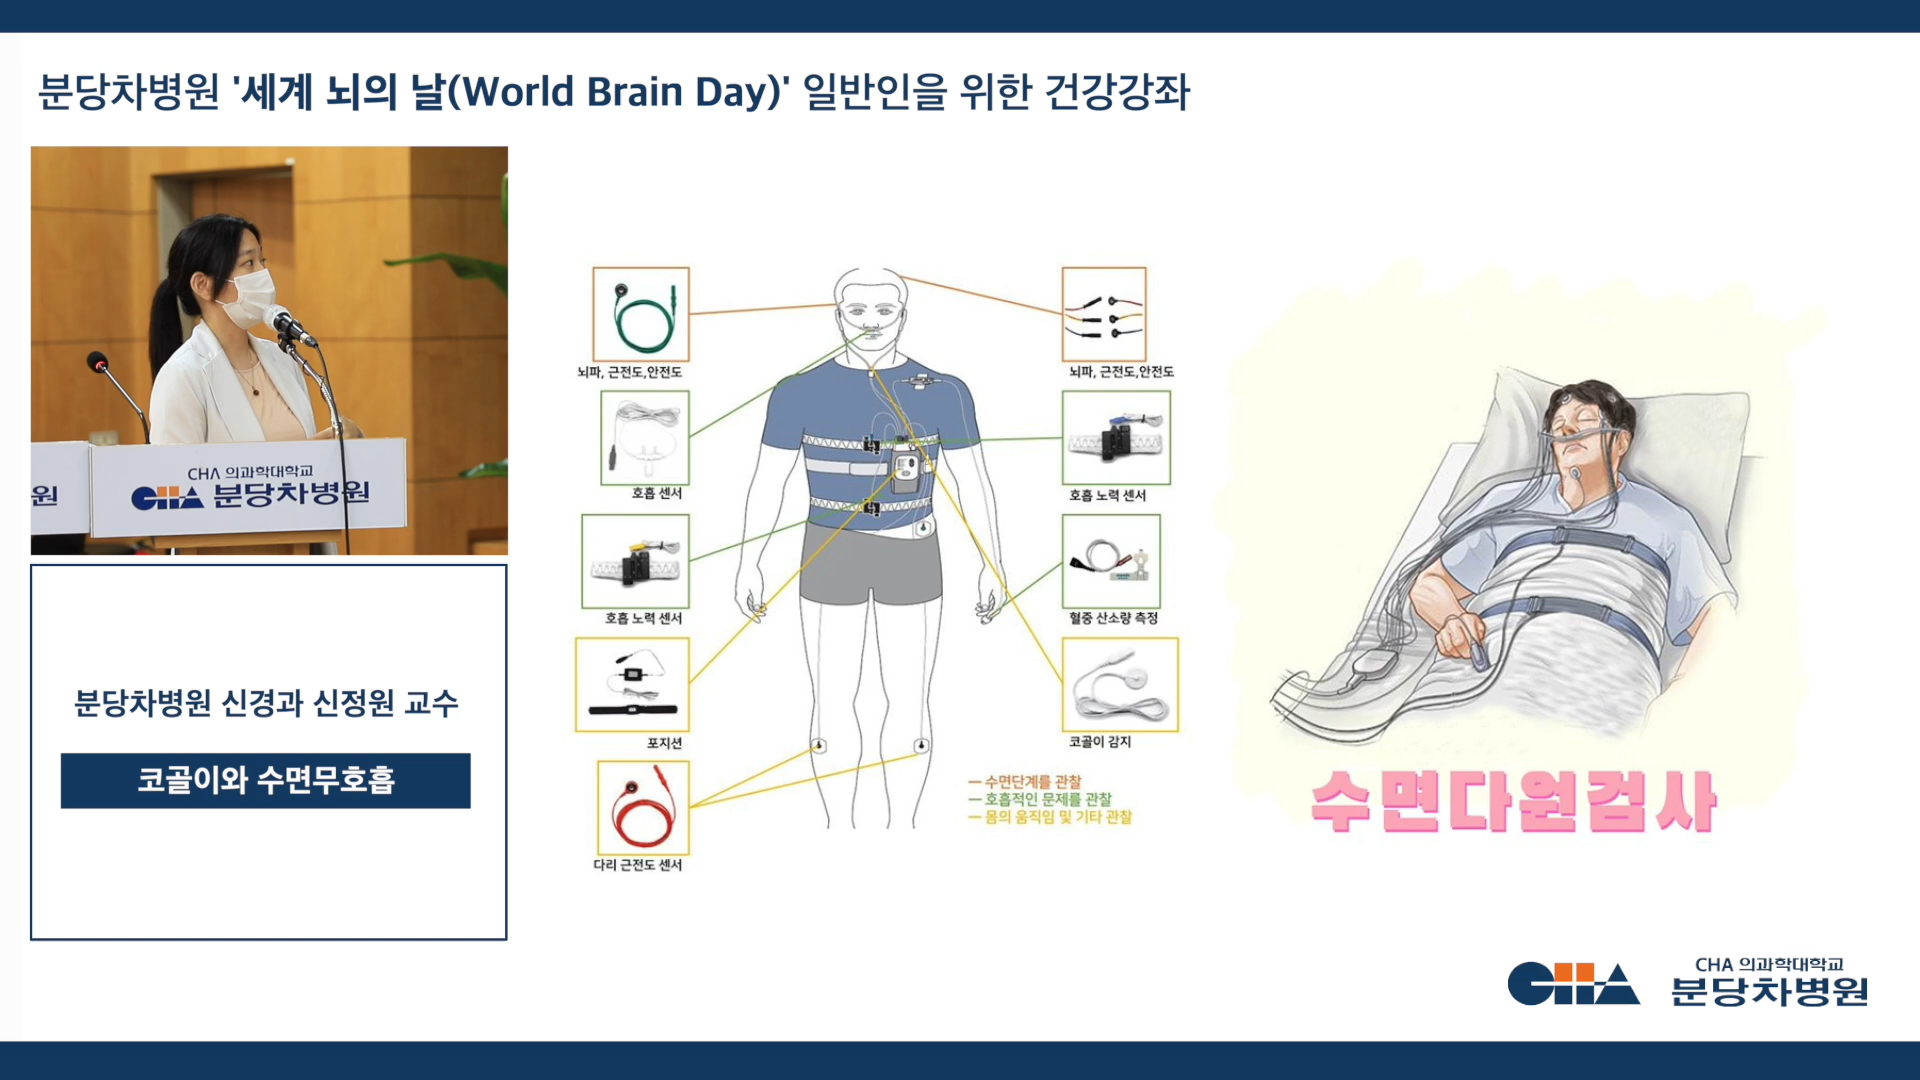 분당차병원 '세계 뇌의 날(World Brain Day)' 일반인을 위한 건강강좌
CHA 의과학대학교
CHA 분당차병원
원
분당차병원 신경과 신정원 교수
코골이와 수면무호흡
뇌파, 근전도,안전도
호흡 센서
호흡 노력 센서
포지션
다리 근전도 센서
뇌파, 근전도,안전도
호흡 노력 센서
혈중 산소량 측정
코골이 감지
수면단계를 관찰
호흡적인 문제를 관찰
몸의 움직임 및 기타 관찰
수면다원검사
CHA
CHA 의과학대학교
분당차병원